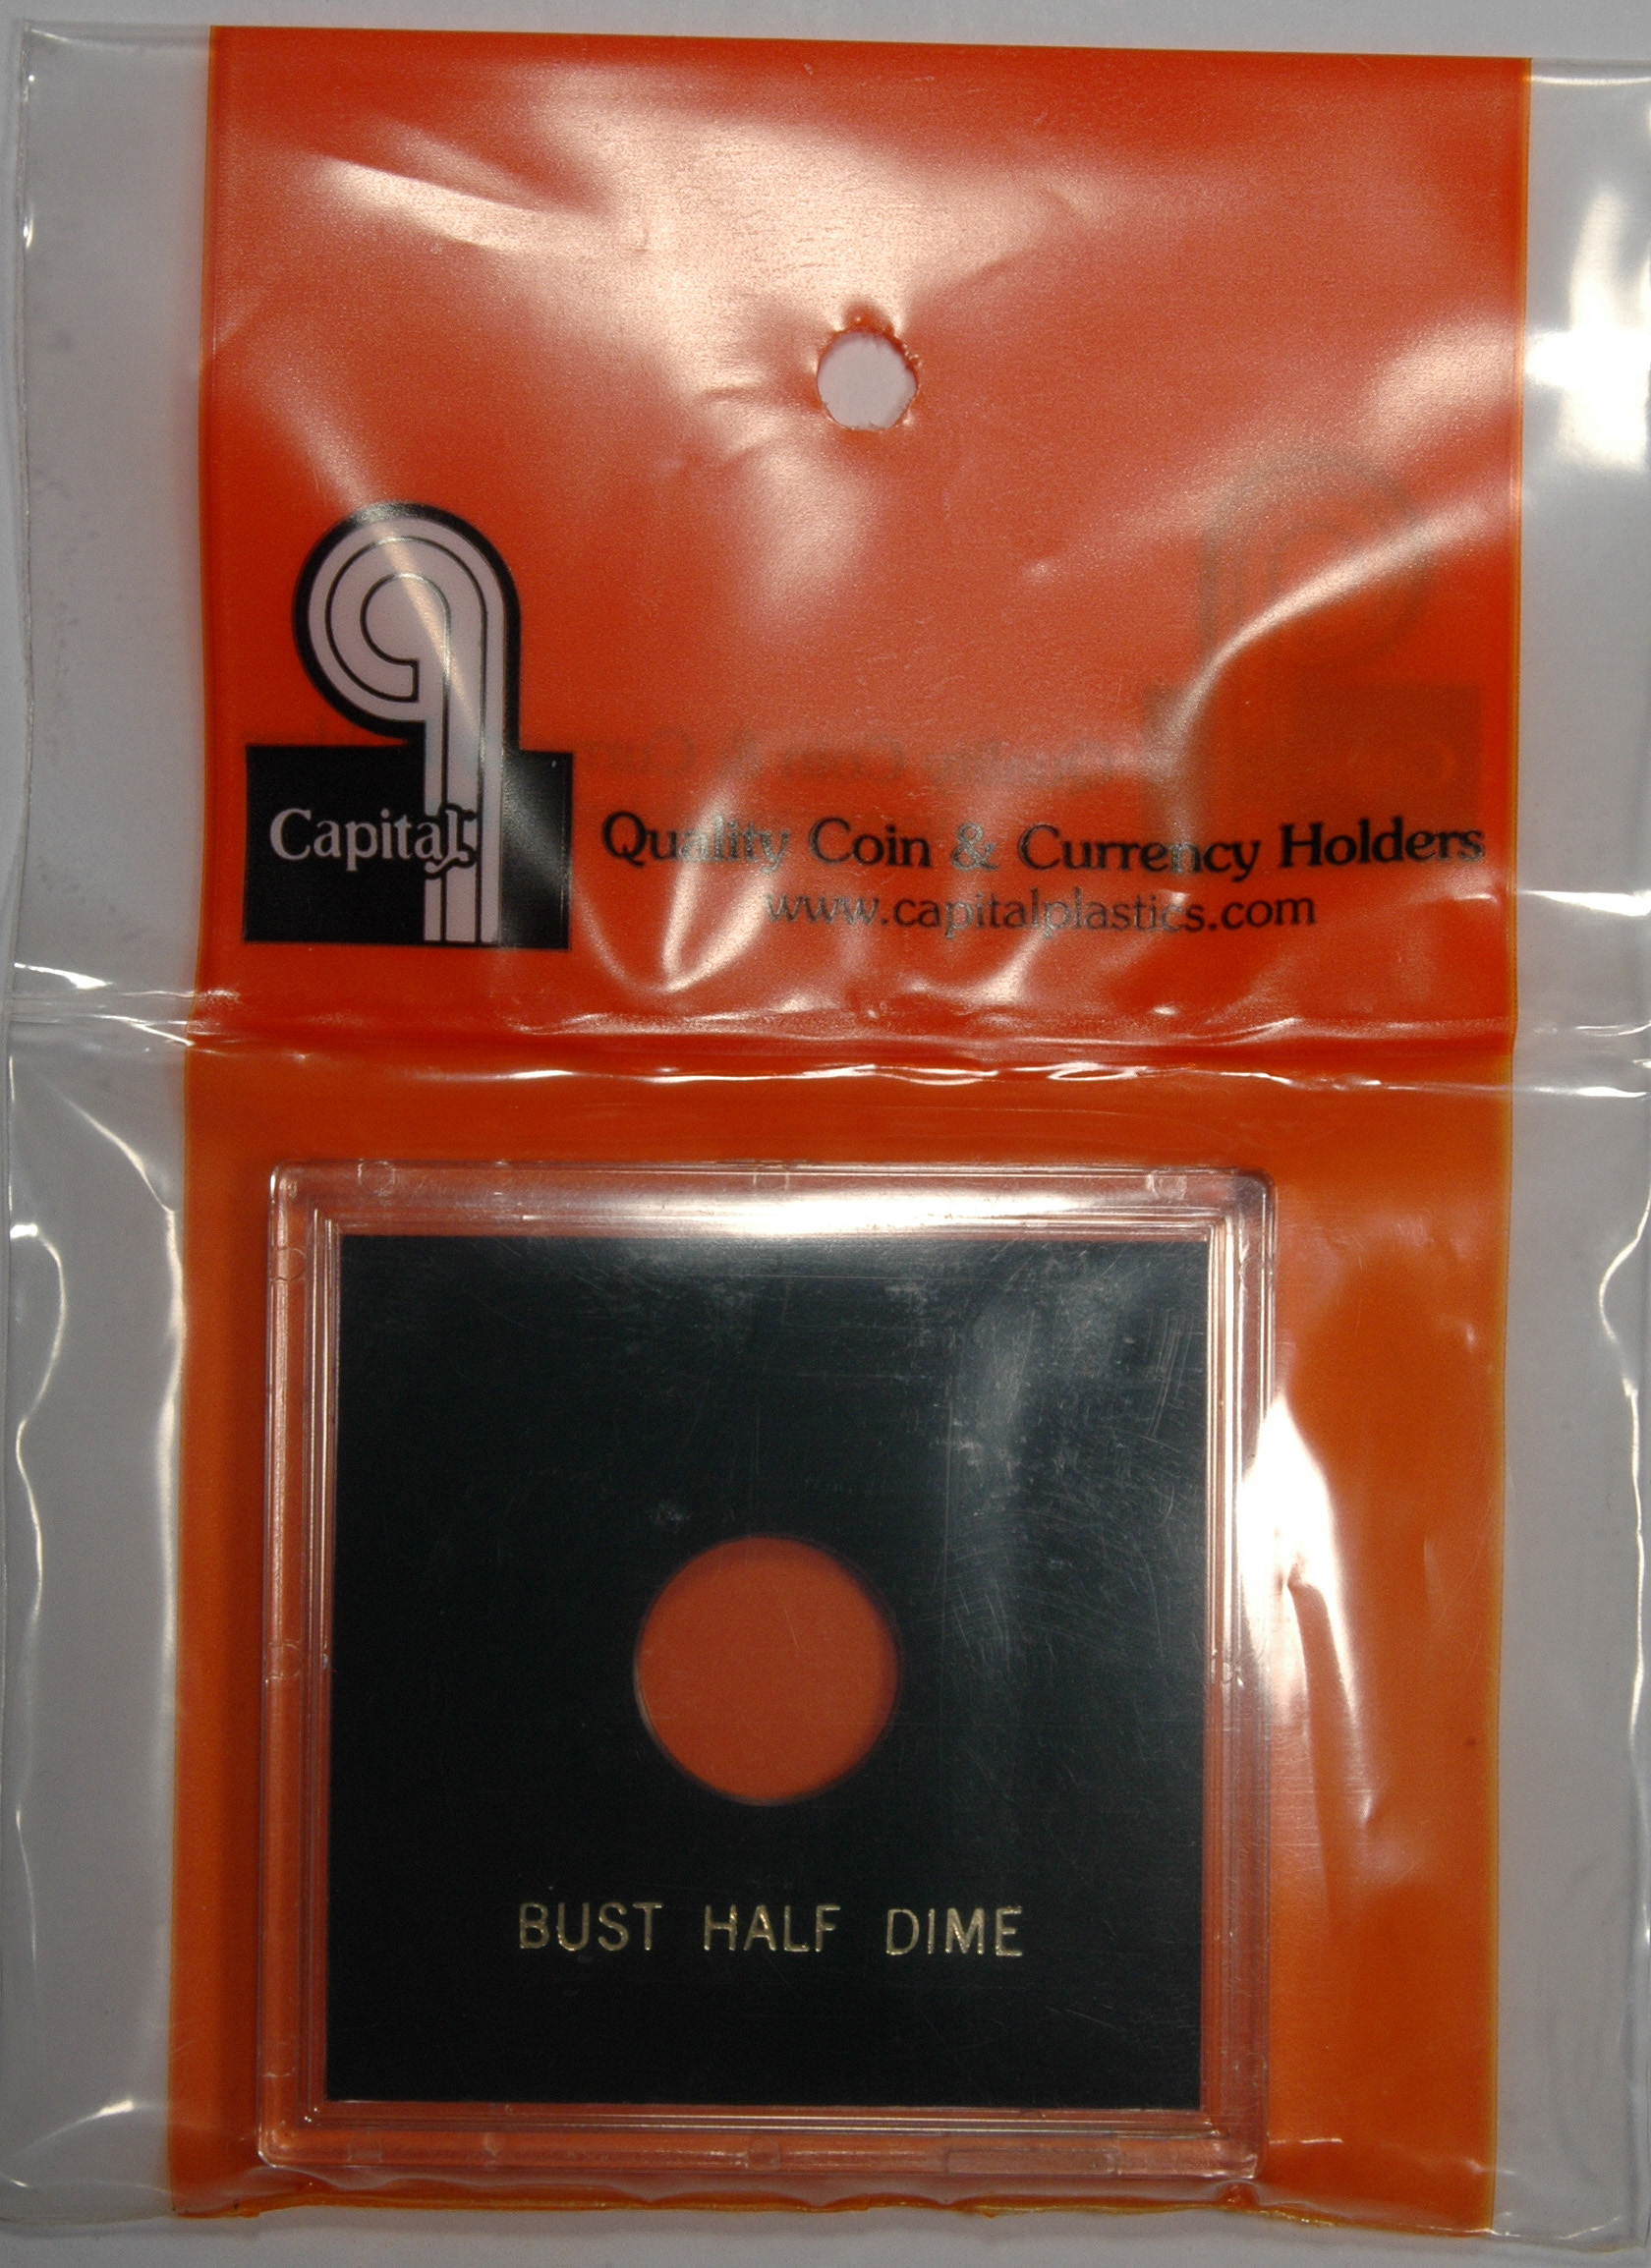 Capital
Quality Coin & Currency Holders
www.capitalplastics.com
BUST HALF DIME